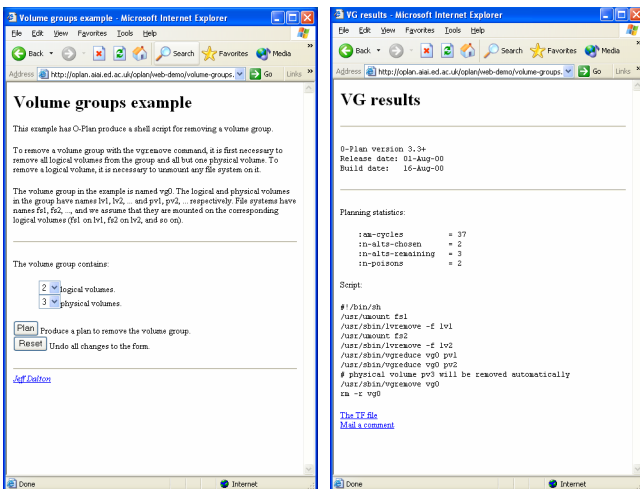 Volume groups example - Microsoft Internet Explorer
File Edit View Favorites Tools Help
Back Search Favorites Media
Address http://oplan.aiai.ed.ac.uk/oplan/web-demo/volume-groups. Go Links
Volume groups example
This example has O-Plan produce a shell script for removing a volume group.
To remove a volume group with the vgremove command, it is first necessary to
remove all logical volumes from the group and all but one physical volume. To
remove a logical volume, it is necessary to unmount any file system on it.
The volume group in the example is named vg0. The logical and physical volumes
in the group have names lv1, lv2, ... and pv1, pv2, ... respectively. File systems have
names fs1, fs2, ..., and we assume that they are mounted on the corresponding
logical volumes (fs1 on lv1, fs2 on lv2, and so on).
The volume group contains:
2 logical volumes.
3 physical volumes.
Plan Produce a plan to remove the volume group.
Reset Undo all changes to the form.
Jeff Dalton
Done Internet
VG results - Microsoft Internet Explorer
File Edit View Favorites Tools Help
Back Search Favorites Media
Address http://oplan.aiai.ed.ac.uk/oplan/web-demo/volume-groups. Go Links
VG results
O-Plan version 3.3+
Release date: 01-Aug-00
Build date: 16-Aug-00
Planning statistics:
:am-cycles = 37
:n-alts-chosen = 2
:n-alts-remaining = 3
:n-poisons = 2
Script:
#!/bin/sh
/usr/umount fs1
/usr/sbin/lvremove -f lv1
/usr/umount fs2
/usr/sbin/lvremove -f lv2
/usr/sbin/vgreduce vg0 pv1
/usr/sbin/vgreduce vg0 pv2
# physical volume pv3 will be removed automatically
/usr/sbin/vgremove vg0
rm -r vg0
The TF file
Mail a comment
Done Internet